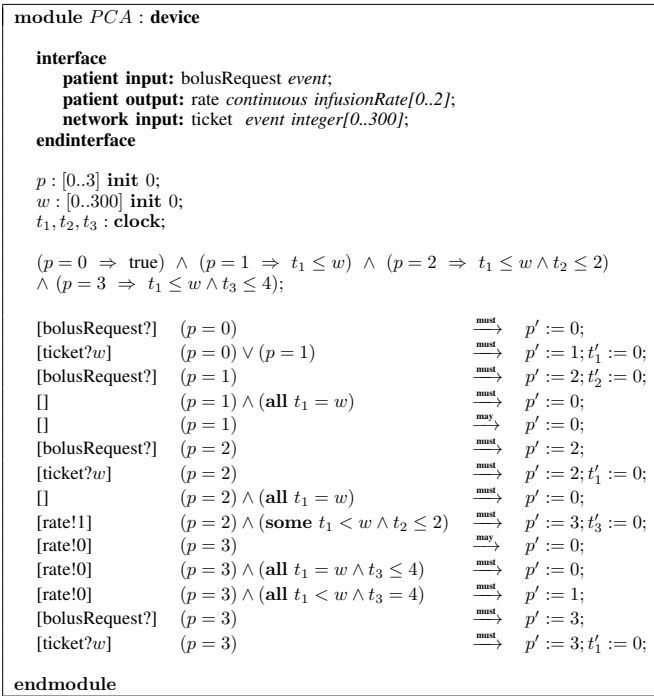 module PCA : device
interface
patient input: bolusRequest event;
patient output: rate continuous infusionRate[0..2];
network input: ticket event integer[0..300];
endinterface
p : [0..3] init 0;
w : [0..300] init 0;
t₁, t₂, t₃ : clock;
(p = 0 ⇒ true) ∧ (p = 1 ⇒ t₁ ≤ w) ∧ (p = 2 ⇒ t₁ ≤ w ∧ t₂ ≤ 2)
∧ (p = 3 ⇒ t₁ ≤ w ∧ t₃ ≤ 4);
[bolusRequest?] (p = 0) —must→ p′ := 0;
[ticket?w] (p = 0) ∨ (p = 1) —must→ p′ := 1; t′₁ := 0;
[bolusRequest?] (p = 1) —must→ p′ := 2; t′₂ := 0;
[] (p = 1) ∧ (all t₁ = w) —must→ p′ := 0;
[] (p = 1) —may→ p′ := 0;
[bolusRequest?] (p = 2) —must→ p′ := 2;
[ticket?w] (p = 2) —must→ p′ := 2; t′₁ := 0;
[] (p = 2) ∧ (all t₁ = w) —must→ p′ := 0;
[rate!1] (p = 2) ∧ (some t₁ < w ∧ t₂ ≤ 2) —must→ p′ := 3; t′₃ := 0;
[rate!0] (p = 3) —may→ p′ := 0;
[rate!0] (p = 3) ∧ (all t₁ = w ∧ t₃ ≤ 4) —must→ p′ := 0;
[rate!0] (p = 3) ∧ (all t₁ < w ∧ t₃ = 4) —must→ p′ := 1;
[bolusRequest?] (p = 3) —must→ p′ := 3;
[ticket?w] (p = 3) —must→ p′ := 3; t′₁ := 0;
endmodule